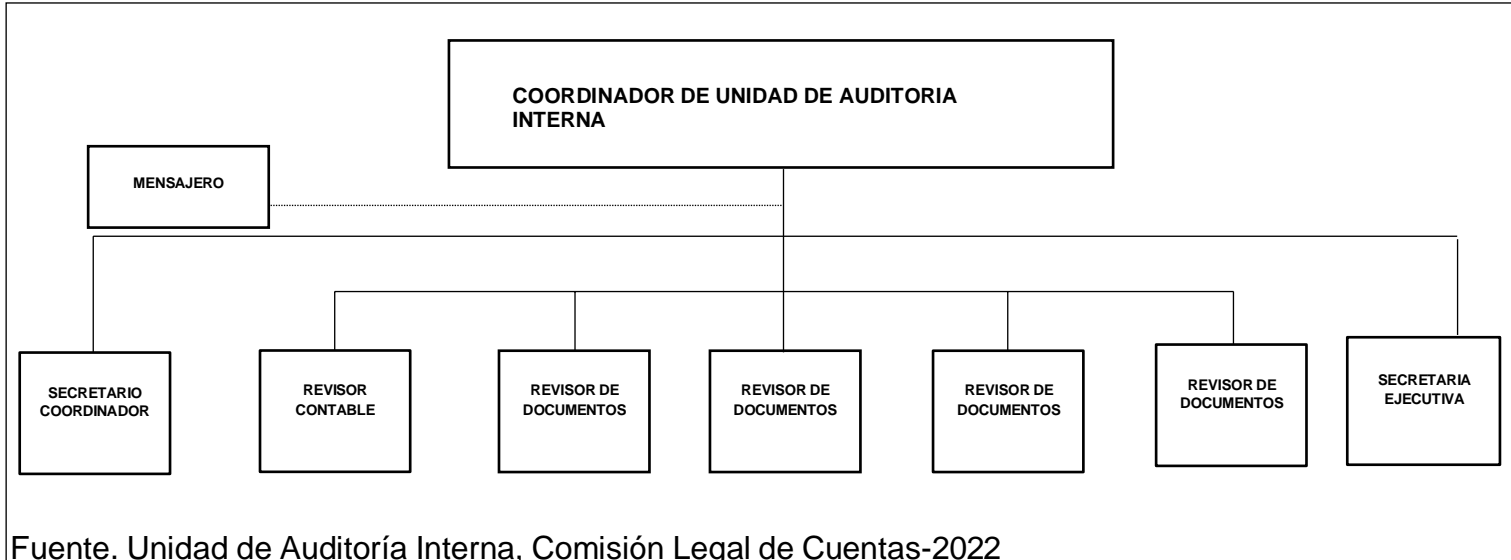 COORDINADOR DE UNIDAD DE AUDITORIA
INTERNA
MENSAJERO
SECRETARIO
COORDINADOR
REVISOR
CONTABLE
REVISOR DE
DOCUMENTOS
REVISOR DE
DOCUMENTOS
REVISOR DE
DOCUMENTOS
REVISOR DE
DOCUMENTOS
SECRETARIA
EJECUTIVA
Fuente. Unidad de Auditoría Interna, Comisión Legal de Cuentas-2022